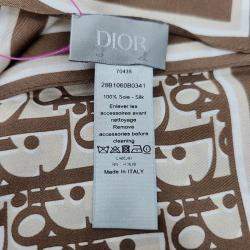 DIOR
70435
28B1060B0341
100% Soie - Silk
Enlever les
accessoires avant
nettoyage
Remove
accessories before
cleaning
Made in ITALY